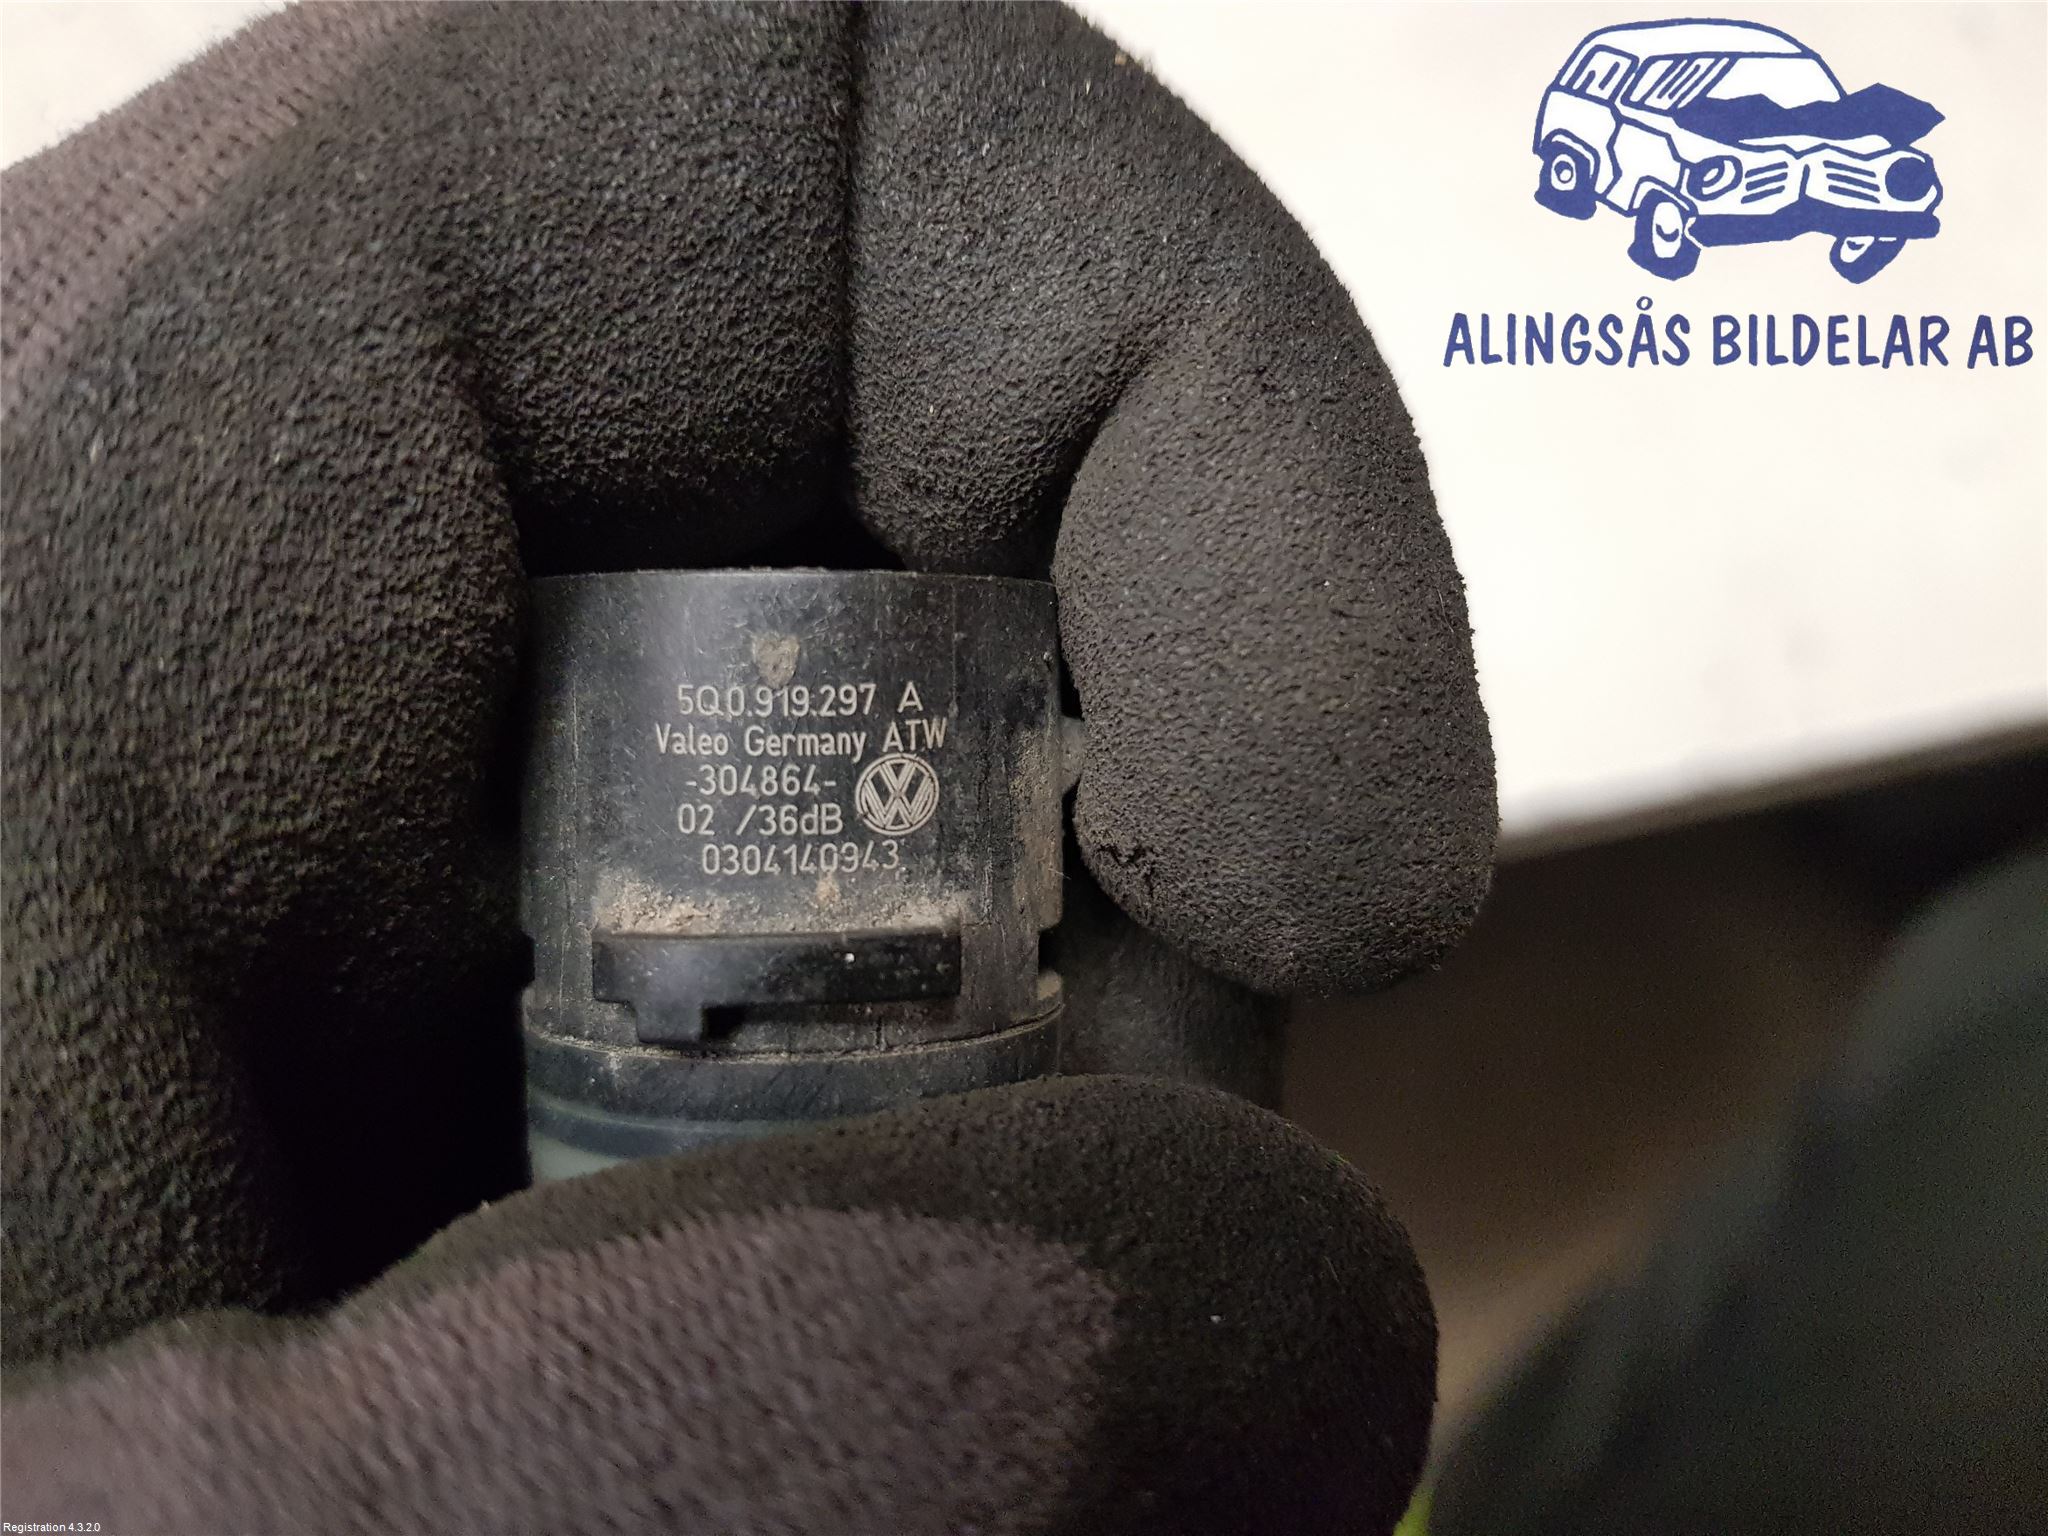 ALINGSÅS BILDELAR AB
5Q0.919.297 A
Valeo Germany ATW
-304864-
02 /36dB
0304140943
Registration 4.3.2.0